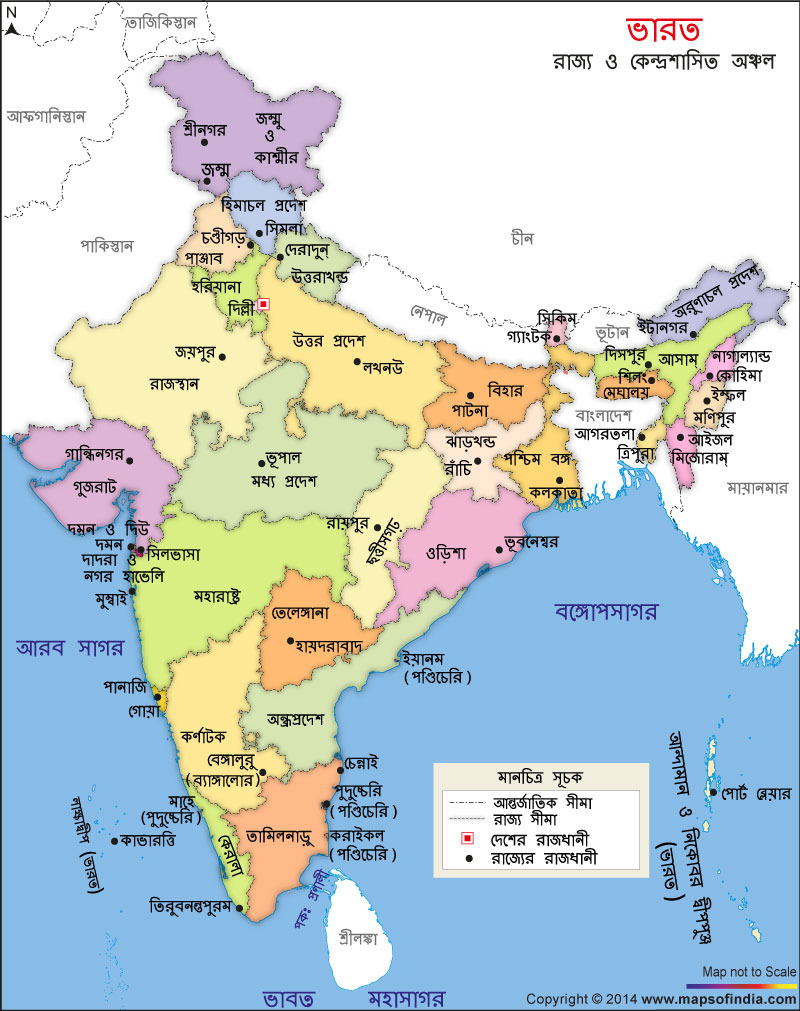 N
তাজিকিস্তান
ভারত
রাজ্য ও কেন্দ্রশাসিত অঞ্চল
আফগানিস্তান
শ্রীনগর
জম্মু
ও
কাশ্মীর
জম্মু
হিমাচল প্রদেশ
সিমলা
চণ্ডীগড়
পাঞ্জাব
দেরাদুন্
উত্তরাখন্ড
পাকিস্তান
চীন
হরিয়ানা
দিল্লী
নেপাল
সিকিম
গ্যাংটক
ভূটান
অরুণাচল প্রদেশ
ইটানগর
উত্তর প্রদেশ
লখনউ
জয়পুর
রাজস্থান
দিসপুর
আসাম্
নাগাল্যান্ড
কোহিমা
শিলং
মেঘালয়
ইম্ফল
মণিপুর
বিহার
পাটনা
বাংলাদেশ
আগরতলা
ত্রিপুরা
আইজল
মিজোরাম্
মায়ানমার
গান্ধিনগর
গুজরাট
ভূপাল
মধ্য প্রদেশ
ঝাড়খন্ড
রাঁচি
পশ্চিম বঙ্গ
কলকাতা
রায়পুর
ছত্তীসগঢ়
দমন ও দিউ
দমন
দাদরা ও
নগর হাভেলি
সিলভাসা
মুম্বাই
মহারাষ্ট্র
ওড়িশা
ভূবনেশ্বর
তেলেঙ্গানা
হায়দরাবাদ
বঙ্গোপসাগর
আরব সাগর
ইয়ানম
(পণ্ডিচেরি)
পানাজি
গোয়া
কর্ণাটক
অন্ধ্রপ্রদেশ
বেঙ্গালুরু
(ব্যাঙ্গালোর)
চেন্নাই
মাহে
(পুদুচ্চেরি)
পুদুচ্চেরি
(পণ্ডিচেরি)
কারাইকল
(পণ্ডিচেরি)
তামিলনাড়ু
কেরালা
তিরুবনন্তপুরম
লাক্ষাদ্বীপ (ভারত)
কাভারত্তি
মানচিত্র সূচক
আন্তর্জাতিক সীমা
রাজ্য সীমা
দেশের রাজধানী
রাজ্যের রাজধানী
আন্দামান ও নিকোবর দ্বীপপুঞ্জ
(ভারত)
পোর্ট ব্লেয়ার
পকঃ প্রণালী
শ্রীলঙ্কা
ভাবত মহাসাগর
Map not to Scale
Copyright © 2014 www.mapsofindia.com